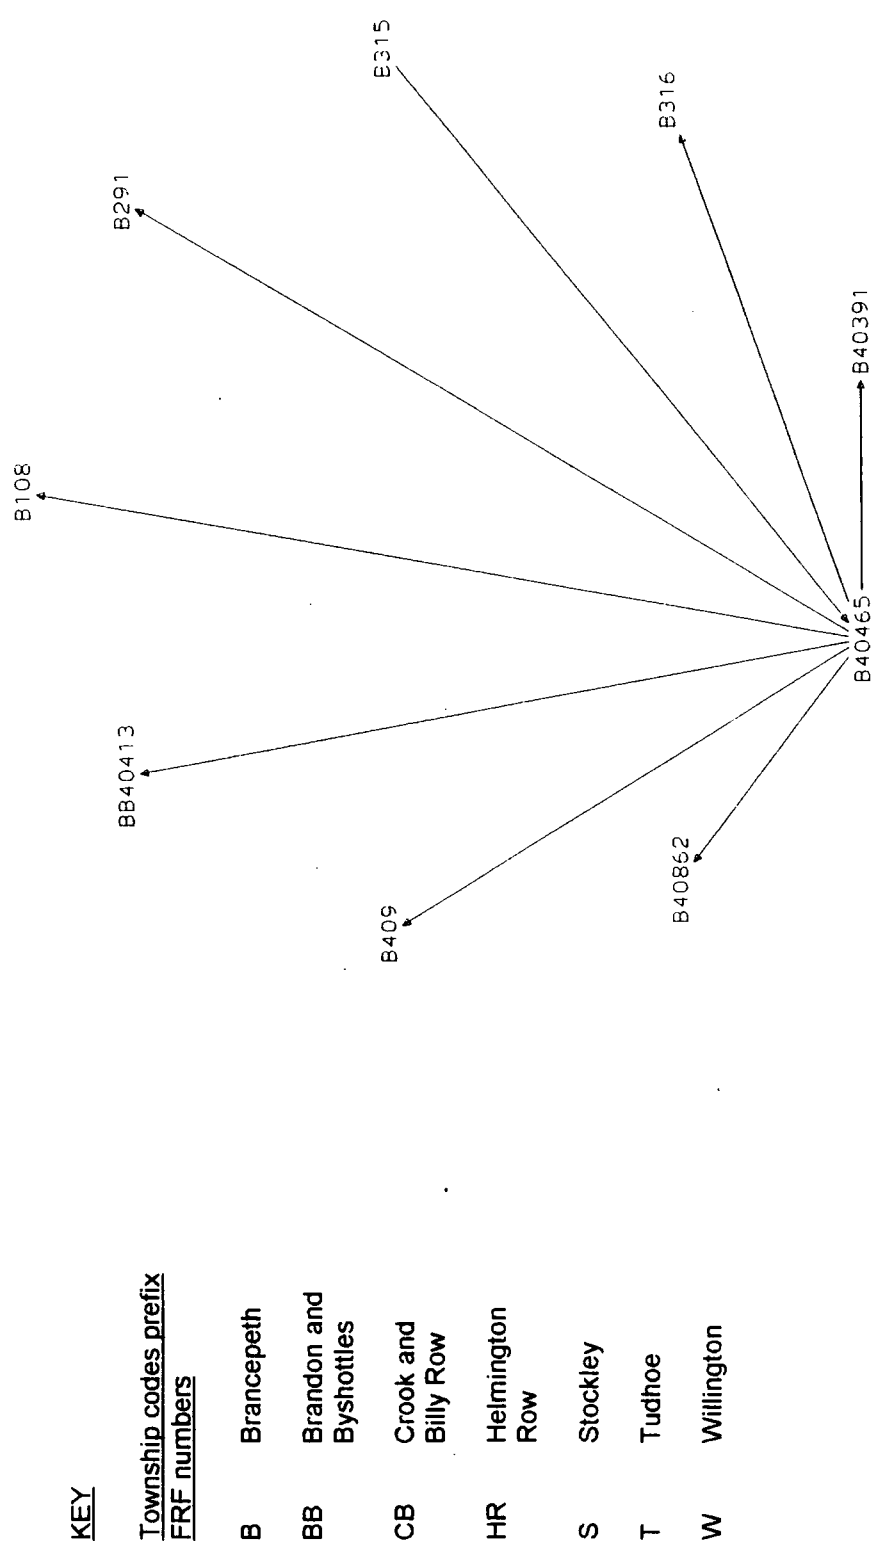 B315
B316
B291
B40391
B108
B40465
BB40413
B40862
B409
KEY
Township codes prefix
FRF numbers
B Brancepeth
BB Brandon and
Byshottles
CB Crook and
Billy Row
HR Helmington
Row
S Stockley
T Tudhoe
W Willington